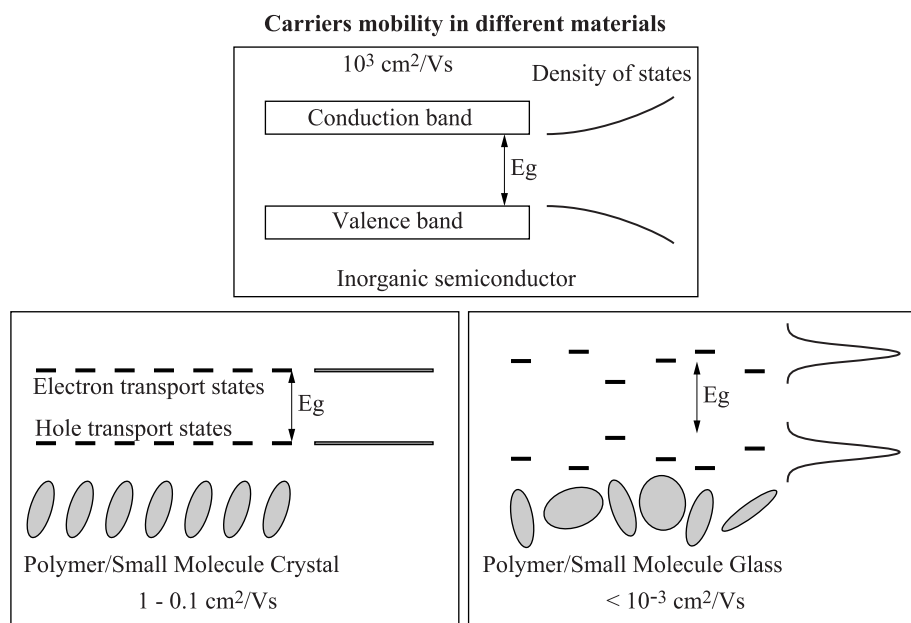 Carriers mobility in different materials
10³ cm²/Vs
Density of states
Conduction band
Eg
Valence band
Inorganic semiconductor
Electron transport states
Eg
Hole transport states
Polymer/Small Molecule Crystal
1 - 0.1 cm²/Vs
Eg
Polymer/Small Molecule Glass
< 10⁻³ cm²/Vs